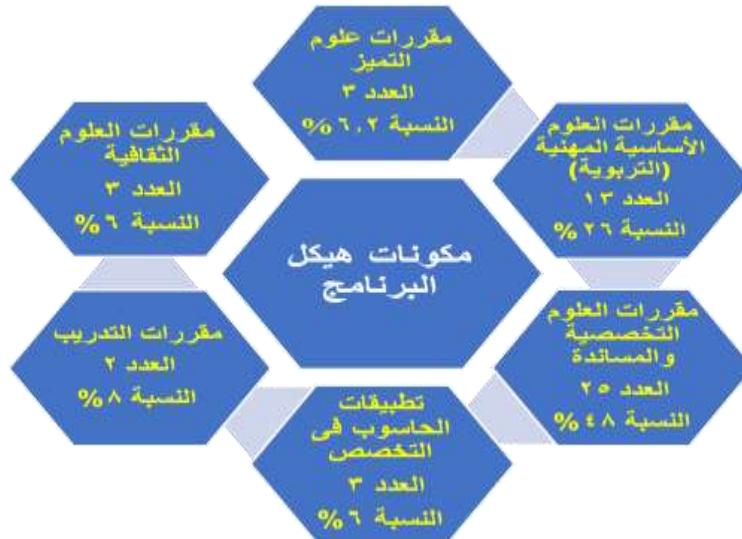 مقررات علوم
التميز
العدد ٣
النسبة ٦،٢ %
مقررات العلوم
الأساسية المهنية
(التربوية)
العدد ١٣
النسبة ٢٦ %
مقررات العلوم
التخصصية
والمساندة
العدد ٢٥
النسبة ٤٨ %
تطبيقات
الحاسوب فى
التخصص
العدد ٣
النسبة ٦ %
مقررات التدريب
العدد ٢
النسبة ٨ %
مقررات العلوم
الثقافية
العدد ٣
النسبة ٦ %
مكونات هيكل
البرنامج